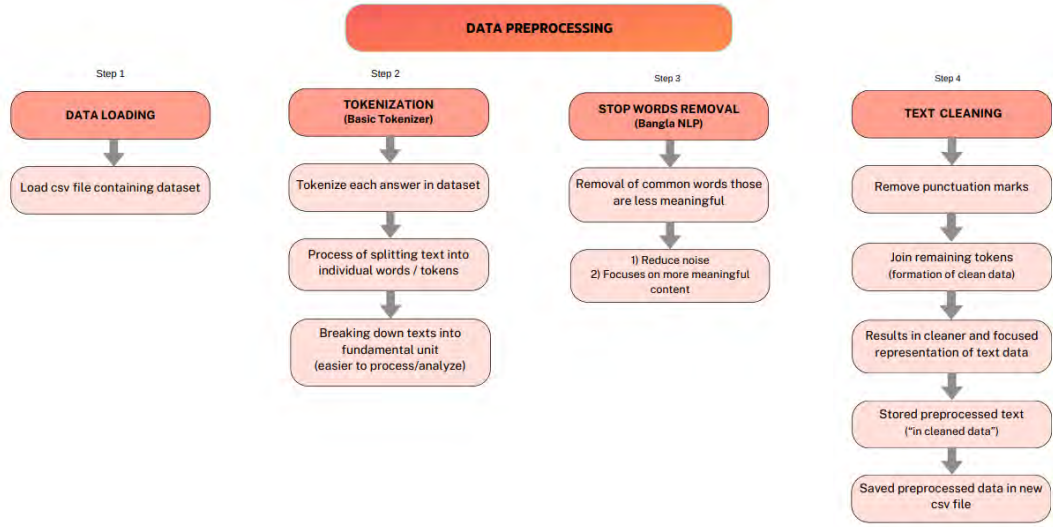 DATA PREPROCESSING
Step 1
DATA LOADING
Load csv file containing dataset
Step 2
TOKENIZATION
(Basic Tokenizer)
Tokenize each answer in dataset
Process of splitting text into
individual words / tokens
Breaking down texts into
fundamental unit
(easier to process/analyze)
Step 3
STOP WORDS REMOVAL
(Bangla NLP)
Removal of common words those
are less meaningful
1) Reduce noise
2) Focuses on more meaningful
content
Step 4
TEXT CLEANING
Remove punctuation marks
Join remaining tokens
(formation of clean data)
Results in cleaner and focused
representation of text data
Stored preprocessed text
("in cleaned data")
Saved preprocessed data in new
csv file